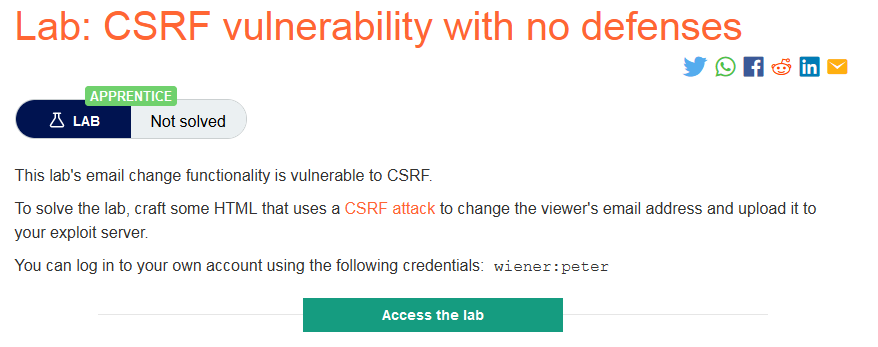 Lab: CSRF vulnerability with no defenses
APPRENTICE
LAB
Not solved
This lab's email change functionality is vulnerable to CSRF.
To solve the lab, craft some HTML that uses a CSRF attack to change the viewer's email address and upload it to
your exploit server.
You can log in to your own account using the following credentials: wiener:peter
Access the lab